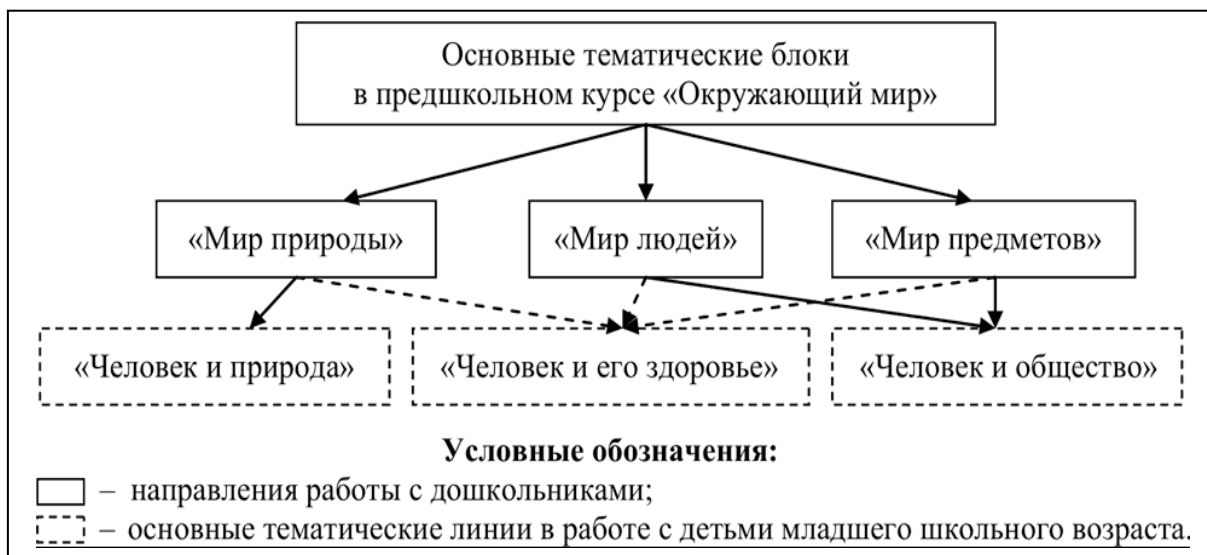 Основные тематические блоки
в предшкольном курсе «Окружающий мир»
«Мир природы»
«Мир людей»
«Мир предметов»
«Человек и природа»
«Человек и его здоровье»
«Человек и общество»
Условные обозначения:
– направления работы с дошкольниками;
– основные тематические линии в работе с детьми младшего школьного возраста.